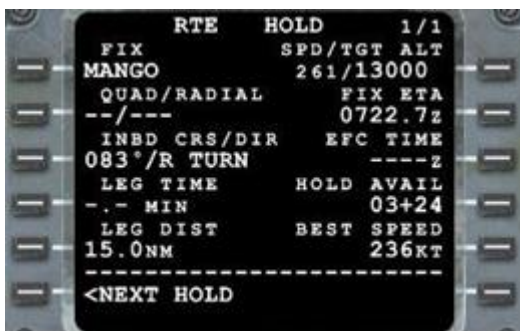 RTE HOLD 1/1
FIX SPD/TGT ALT
MANGO 261/13000
QUAD/RADIAL FIX ETA
--/--- 0722.7z
INBD CRS/DIR EFC TIME
083°/R TURN ----z
LEG TIME HOLD AVAIL
-.- MIN 03+24
LEG DIST BEST SPEED
15.0NM 236KT
------------------------
<NEXT HOLD